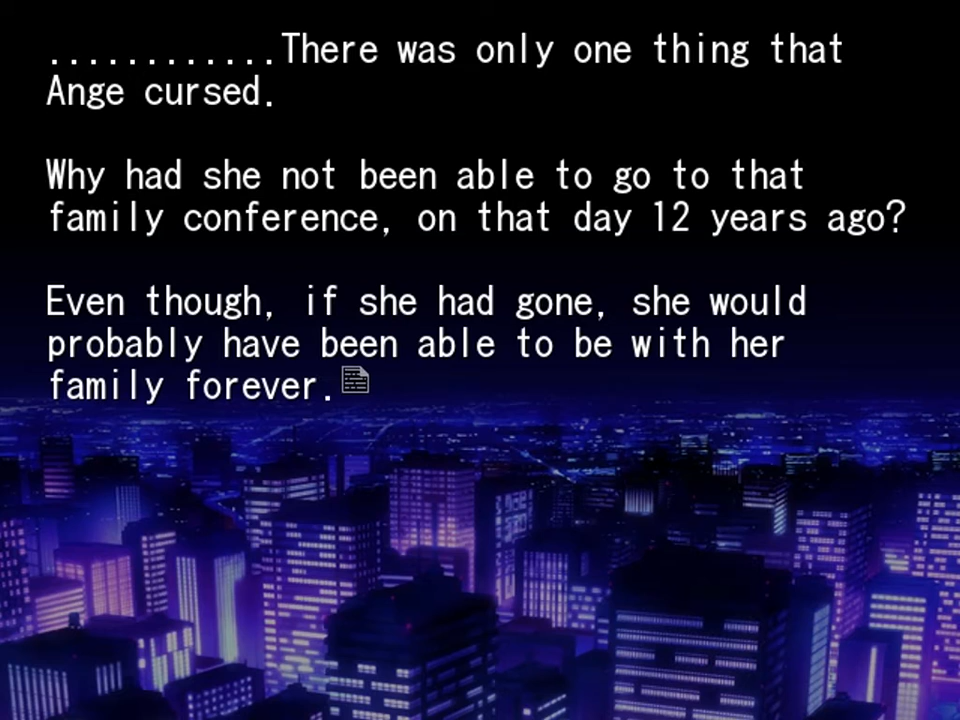 ............There was only one thing that
Ange cursed.
Why had she not been able to go to that
family conference, on that day 12 years ago?
Even though, if she had gone, she would
probably have been able to be with her
family forever.